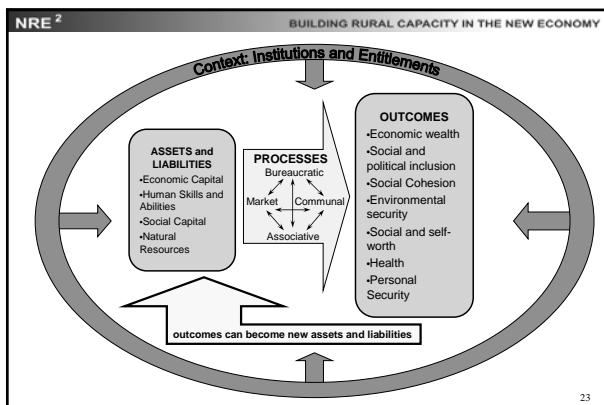 NRE ²
BUILDING RURAL CAPACITY IN THE NEW ECONOMY
Context: Institutions and Entitlements
ASSETS and
LIABILITIES
•Economic Capital
•Human Skills and
Abilities
•Social Capital
•Natural
Resources
PROCESSES
Bureaucratic
Market
Communal
Associative
OUTCOMES
•Economic wealth
•Social and
political inclusion
•Social Cohesion
•Environmental
security
•Social and self-
worth
•Health
•Personal
Security
outcomes can become new assets and liabilities
23